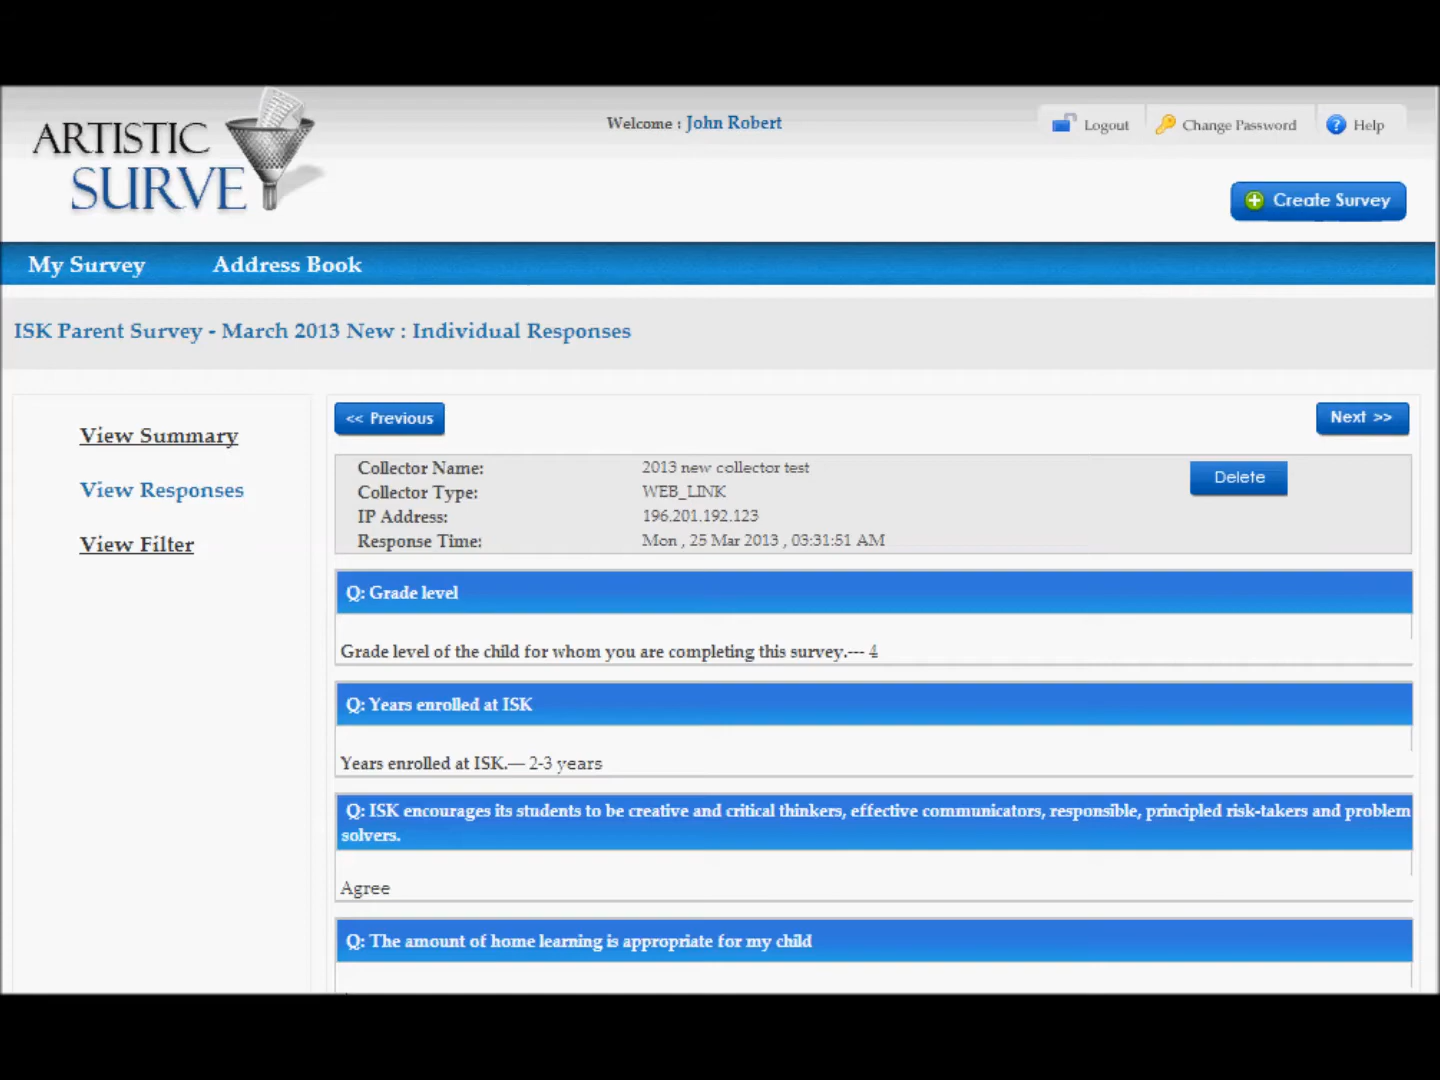 ARTISTIC
SURVE
Welcome : John Robert
Logout
Change Password
Help
Create Survey
My Survey
Address Book
ISK Parent Survey - March 2013 New : Individual Responses
View Summary
View Responses
View Filter
<< Previous
Next >>
Collector Name: 2013 new collector test
Delete
Collector Type: WEB_LINK
IP Address: 196.201.192.123
Response Time: Mon , 25 Mar 2013 , 03:31:51 AM
Q: Grade level
Grade level of the child for whom you are completing this survey.--- 4
Q: Years enrolled at ISK
Years enrolled at ISK.--- 2-3 years
Q: ISK encourages its students to be creative and critical thinkers, effective communicators, responsible, principled risk-takers and problem
solvers.
Agree
Q: The amount of home learning is appropriate for my child